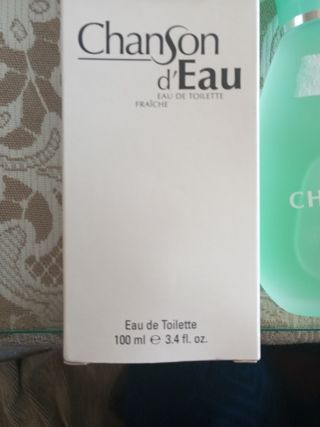 Chanson
d'Eau
EAU DE TOILETTE
FRAÎCHE
Eau de Toilette
100 ml ℮ 3.4 fl. oz.
CH